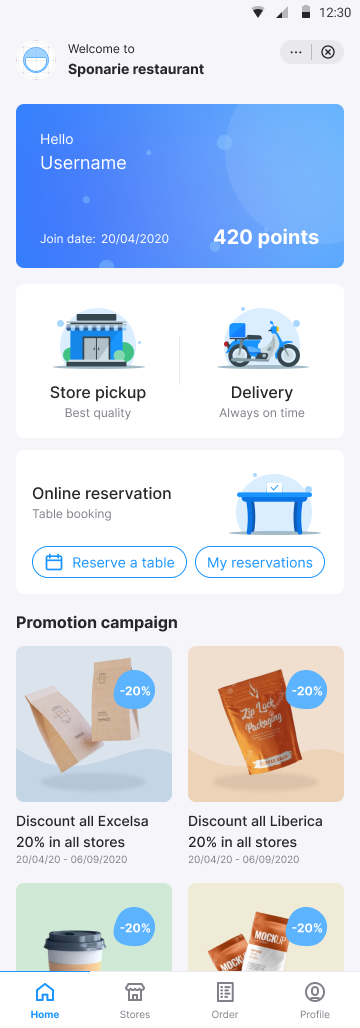 12:30
Welcome to
Sponarie restaurant
Hello
Username
Join date: 20/04/2020
420 points
Store pickup
Best quality
Delivery
Always on time
Online reservation
Table booking
Reserve a table
My reservations
Promotion campaign
-20%
-20%
Zip Lock
Packaging
Discount all Excelsa
20% in all stores
20/04/20 - 06/09/2020
Discount all Liberica
20% in all stores
20/04/20 - 06/09/2020
-20%
-20%
MOCKUP
MOCKUP
Home
Stores
Order
Profile